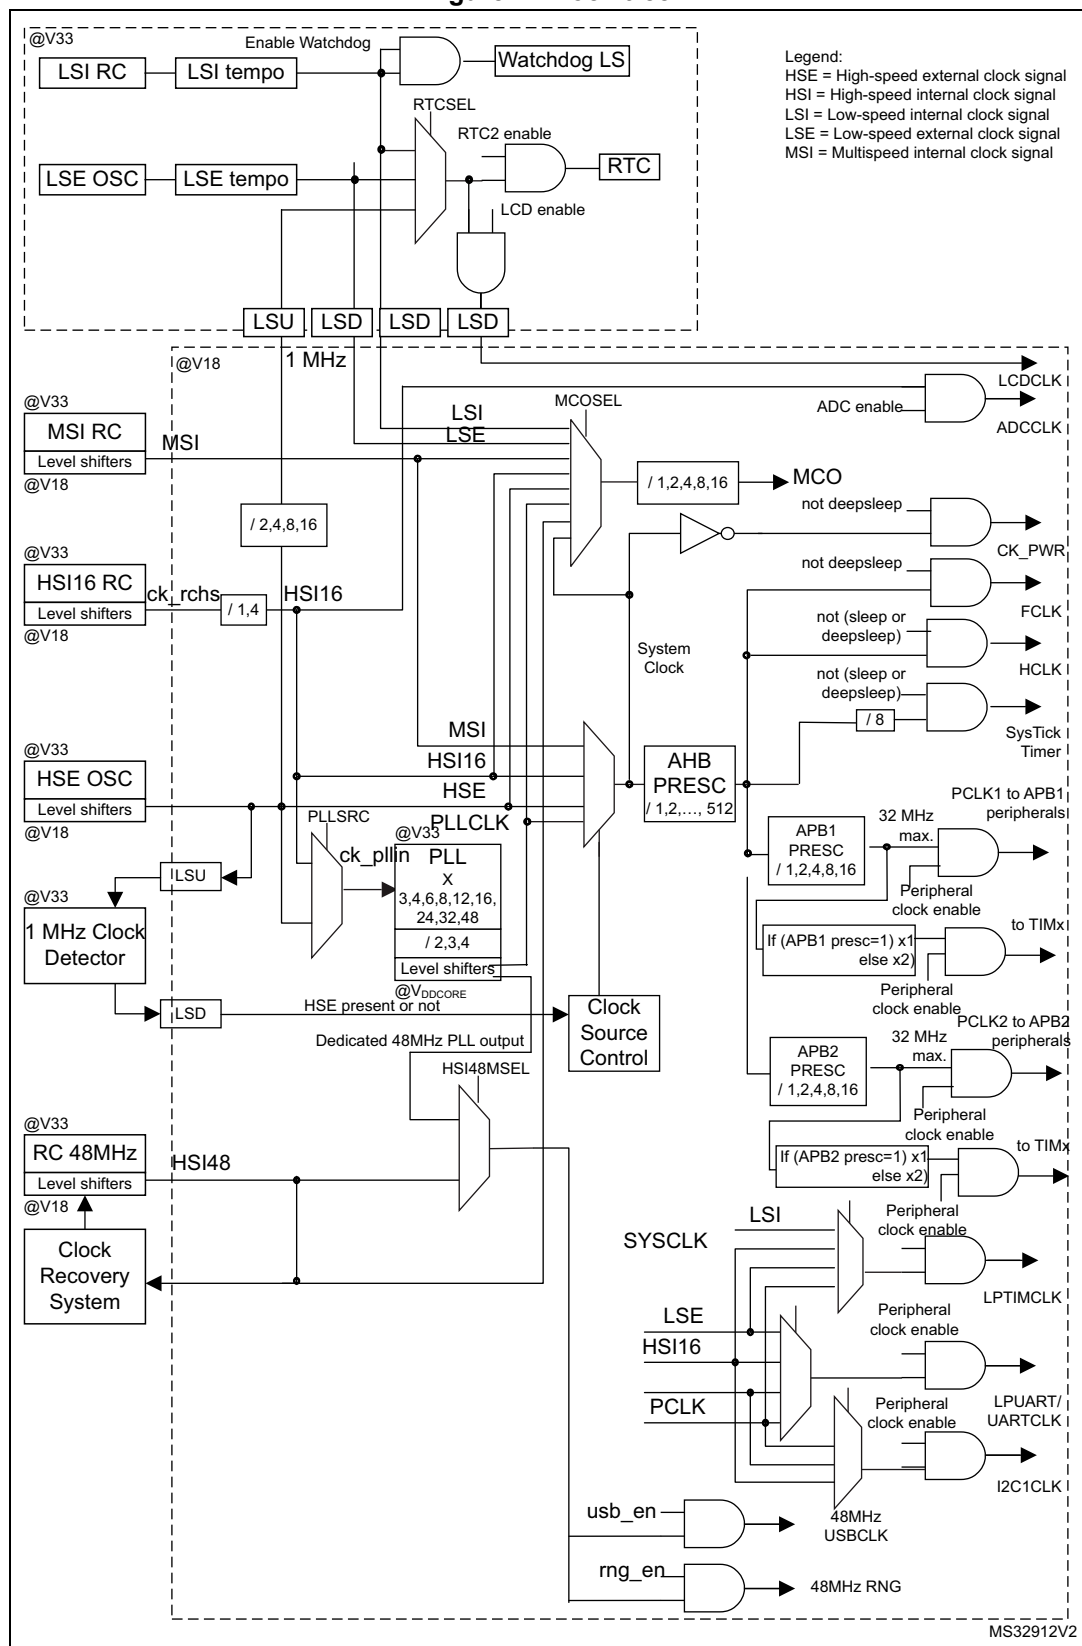 @V33
Enable Watchdog
LSI RC
LSI tempo
Watchdog LS
Legend:
HSE = High-speed external clock signal
HSI = High-speed internal clock signal
LSI = Low-speed internal clock signal
LSE = Low-speed external clock signal
MSI = Multispeed internal clock signal
RTCSEL
RTC2 enable
LSE OSC
LSE tempo
RTC
LCD enable
LSU
LSD
LSD
LSD
@V18
1 MHz
LCDCLK
@V33
MSI RC
Level shifters
@V18
MSI
LSI
LSE
MCOSEL
ADC enable
ADCCLK
/ 1,2,4,8,16
MCO
/ 2,4,8,16
not deepsleep
CK_PWR
@V33
HSI16 RC
Level shifters
@V18
ck_rchs
/ 1,4
HSI16
not deepsleep
FCLK
not (sleep or
deepsleep)
HCLK
System
Clock
not (sleep or
deepsleep)
/ 8
SysTick
Timer
@V33
HSE OSC
Level shifters
@V18
MSI
HSI16
HSE
PLLCLK
AHB
PRESC
/ 1,2,..., 512
PCLK1 to APB1
peripherals
32 MHz
max.
APB1
PRESC
/ 1,2,4,8,16
Peripheral
clock enable
PLLSRC
ck_pllin
@V33
PLL
X
3,4,6,8,12,16,
24,32,48
/ 2,3,4
Level shifters
@VDDCORE
LSU
@V33
1 MHz Clock
Detector
LSD
HSE present or not
Clock
Source
Control
If (APB1 presc=1) x1
else x2)
to TIMx
Peripheral
clock enable
PCLK2 to APB2
peripherals
32 MHz
max.
APB2
PRESC
/ 1,2,4,8,16
Peripheral
clock enable
Dedicated 48MHz PLL output
HSI48MSEL
@V33
RC 48MHz
Level shifters
@V18
HSI48
If (APB2 presc=1) x1
else x2)
to TIMx
Peripheral
clock enable
Clock
Recovery
System
LSI
SYSCLK
LPTIMCLK
LSE
HSI16
PCLK
Peripheral
clock enable
LPUART/
UARTCLK
Peripheral
clock enable
I2C1CLK
usb_en
48MHz
USBCLK
rng_en
48MHz RNG
MS32912V2